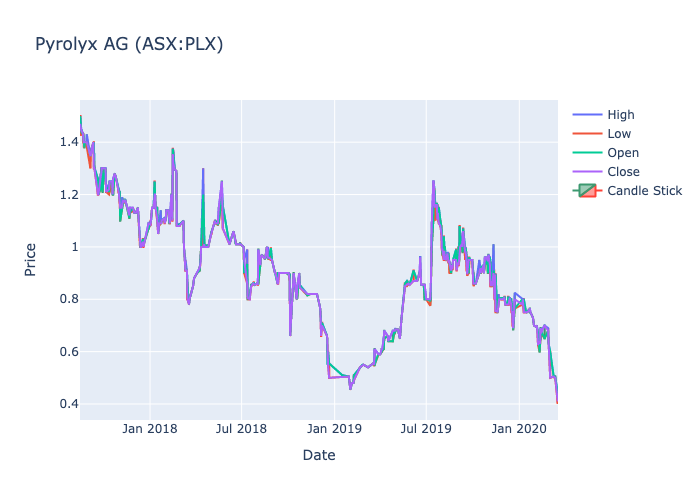 Pyrolyx AG (ASX:PLX)
High
Low
Open
Close
Candle Stick
1.4
1.2
1
0.8
0.6
0.4
Price
Jan 2018
Jul 2018
Jan 2019
Jul 2019
Jan 2020
Date